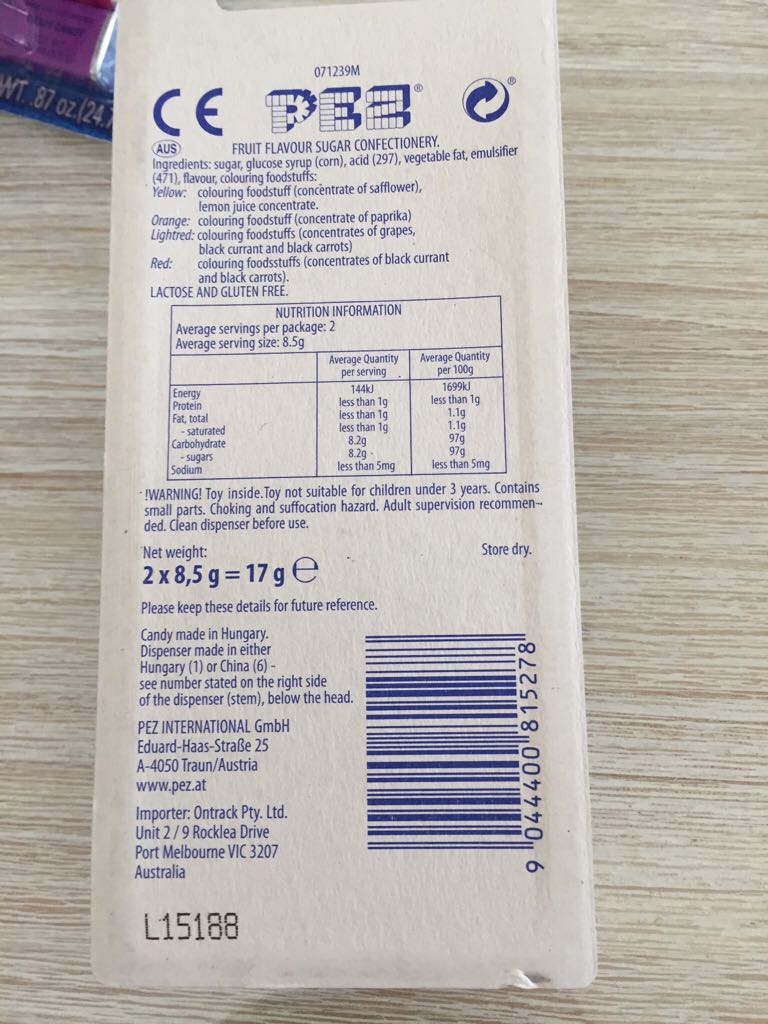 WT .87 oz.(24.
071239M
CE PEZ® ®
AUS FRUIT FLAVOUR SUGAR CONFECTIONERY.
Ingredients: sugar, glucose syrup (corn), acid (297), vegetable fat, emulsifier
(471), flavour, colouring foodstuffs:
Yellow: colouring foodstuff (concentrate of safflower),
lemon juice concentrate.
Orange: colouring foodstuff (concentrate of paprika)
Lightred: colouring foodstuffs (concentrates of grapes,
black currant and black carrots)
Red: colouring foodsstuffs (concentrates of black currant
and black carrots).
LACTOSE AND GLUTEN FREE.
NUTRITION INFORMATION
Average servings per package: 2
Average serving size: 8.5g
Average Quantity per serving Average Quantity per 100g
Energy 144kJ 1699kJ
Protein less than 1g less than 1g
Fat, total less than 1g 1.1g
- saturated less than 1g 1.1g
Carbohydrate 8.2g 97g
- sugars 8.2g 97g
Sodium less than 5mg less than 5mg
!WARNING! Toy inside.Toy not suitable for children under 3 years. Contains
small parts. Choking and suffocation hazard. Adult supervision recommen-
ded. Clean dispenser before use.
Net weight: Store dry.
2 x 8,5 g = 17 g ℮
Please keep these details for future reference.
Candy made in Hungary.
Dispenser made in either
Hungary (1) or China (6) -
see number stated on the right side
of the dispenser (stem), below the head.
PEZ INTERNATIONAL GmbH
Eduard-Haas-Straße 25
A-4050 Traun/Austria
www.pez.at
Importer: Ontrack Pty. Ltd.
Unit 2 / 9 Rocklea Drive
Port Melbourne VIC 3207
Australia
9 044400 815278
L15188